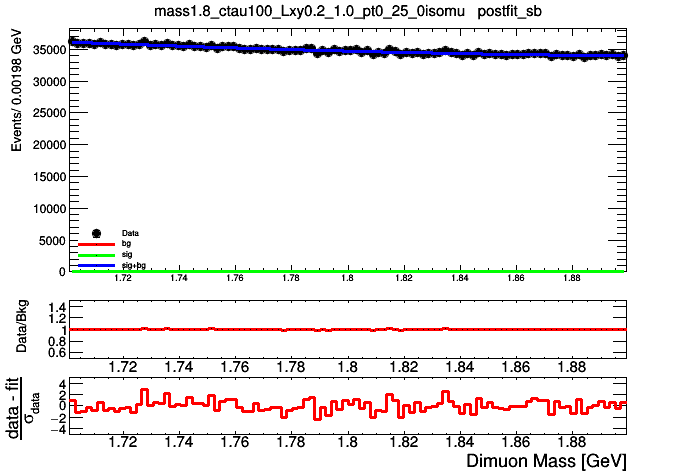 mass1.8_ctau100_Lxy0.2_1.0_pt0_25_0isomu postfit_sb
Events/ 0.00198 GeV
35000
30000
25000
20000
15000
10000
5000
0
Data
bg
sig
sig+bg
1.72 1.74 1.76 1.78 1.8 1.82 1.84 1.86 1.88
Data/Bkg
1.4
1.2
1
0.8
0.6
1.72 1.74 1.76 1.78 1.8 1.82 1.84 1.86 1.88
data - fit
σdata
4
2
0
−2
−4
1.72 1.74 1.76 1.78 1.8 1.82 1.84 1.86 1.88
Dimuon Mass [GeV]